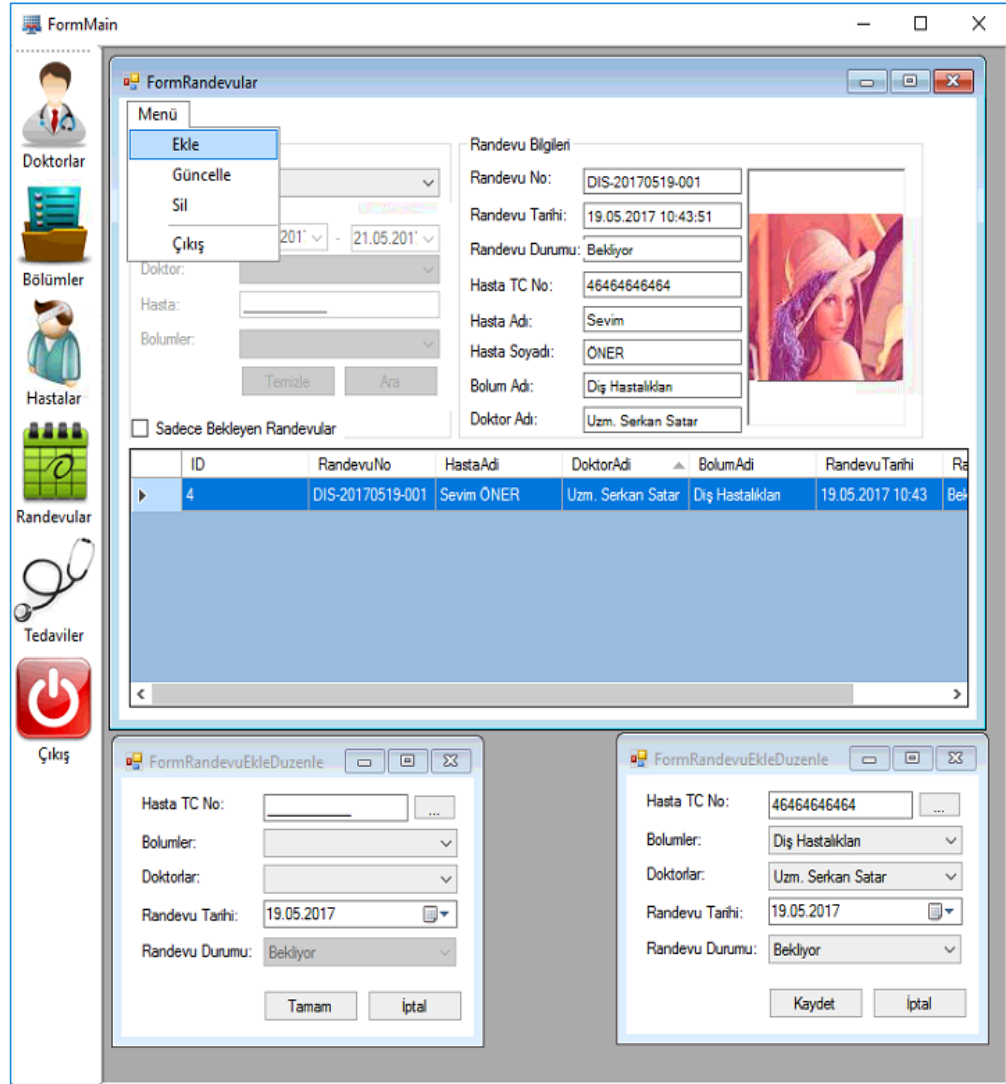 FormMain
Doktorlar
Bölümler
Hastalar
Randevular
Tedaviler
Çıkış
FormRandevular
Menü
Ekle
Güncelle
Sil
Çıkış
201 - 21.05.201
Doktor:
Hasta:
Bolumler:
Temizle Ara
Sadece Bekleyen Randevular
Randevu Bilgileri
Randevu No: DIS-20170519-001
Randevu Tarihi: 19.05.2017 10:43:51
Randevu Durumu: Bekliyor
Hasta TC No: 46464646464
Hasta Adı: Sevim
Hasta Soyadı: ÖNER
Bolum Adı: Diş Hastalıkları
Doktor Adı: Uzm. Serkan Satar
ID RandevuNo HastaAdi DoktorAdi BolumAdi RandevuTarihi Ra
4 DIS-20170519-001 Sevim ÖNER Uzm. Serkan Satar Diş Hastalıkları 19.05.2017 10:43 Bek
FormRandevuEkleDuzenle
Hasta TC No: ...
Bolumler:
Doktorlar:
Randevu Tarihi: 19.05.2017
Randevu Durumu: Bekliyor
Tamam İptal
FormRandevuEkleDuzenle
Hasta TC No: 46464646464 ...
Bolumler: Diş Hastalıkları
Doktorlar: Uzm. Serkan Satar
Randevu Tarihi: 19.05.2017
Randevu Durumu: Bekliyor
Kaydet İptal